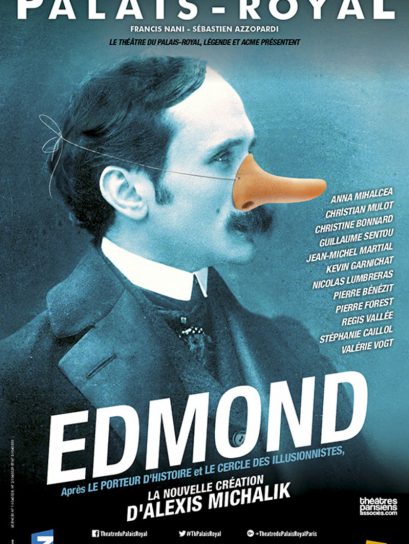 PALAIS-ROYAL
FRANCIS NANI - SÉBASTIEN AZZOPARDI
LE THÉÂTRE DU PALAIS-ROYAL, LÉGENDE ET ACME PRÉSENTENT
ANNA MIHALCEA
CHRISTIAN MULOT
CHRISTINE BONNARD
GUILLAUME SENTOU
JEAN-MICHEL MARTIAL
KEVIN GARNICHAT
NICOLAS LUMBRERAS
PIERRE BÉNÉZIT
PIERRE FOREST
REGIS VALLÉE
STÉPHANIE CAILLOL
VALÉRIE VOGT
EDMOND
Après LE PORTEUR D'HISTOIRE et LE CERCLE DES ILLUSIONNISTES,
LA NOUVELLE CRÉATION
D'ALEXIS MICHALIK
théâtres
parisiens
associés.com
/TheatreduPalaisRoyal
#ThPalaisRoyal
+TheatreduPalaisRoyalParis
3